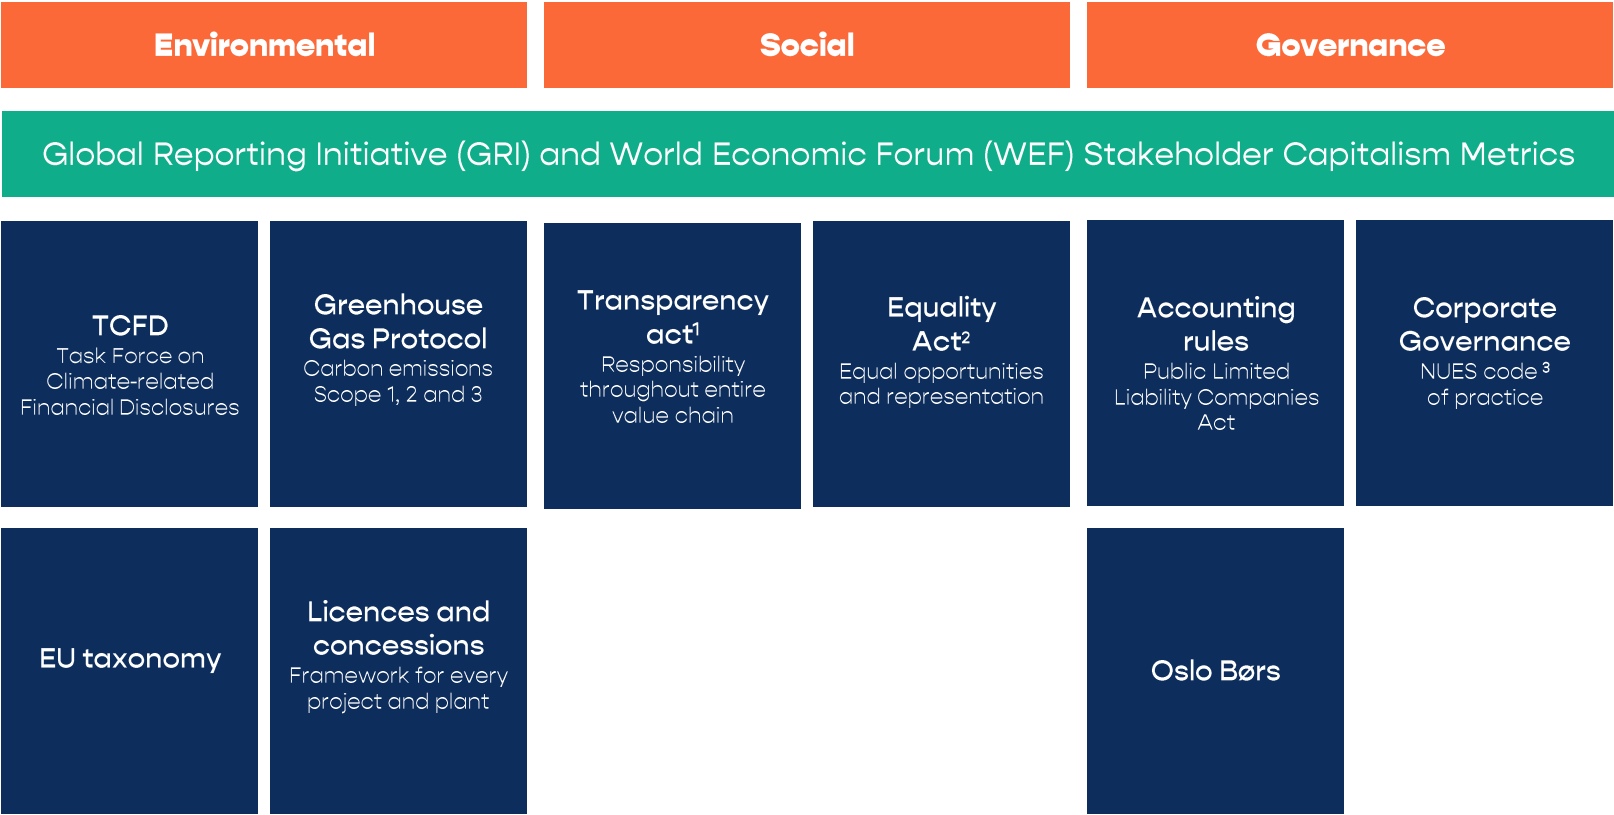 Environmental
Social
Governance
Global Reporting Initiative (GRI) and World Economic Forum (WEF) Stakeholder Capitalism Metrics
TCFD
Task Force on
Climate-related
Financial Disclosures
Greenhouse
Gas Protocol
Carbon emissions
Scope 1, 2 and 3
Transparency
act¹
Responsibility
throughout entire
value chain
Equality
Act²
Equal opportunities
and representation
Accounting
rules
Public Limited
Liability Companies
Act
Corporate
Governance
NUES code ³
of practice
EU taxonomy
Licences and
concessions
Framework for every
project and plant
Oslo Børs